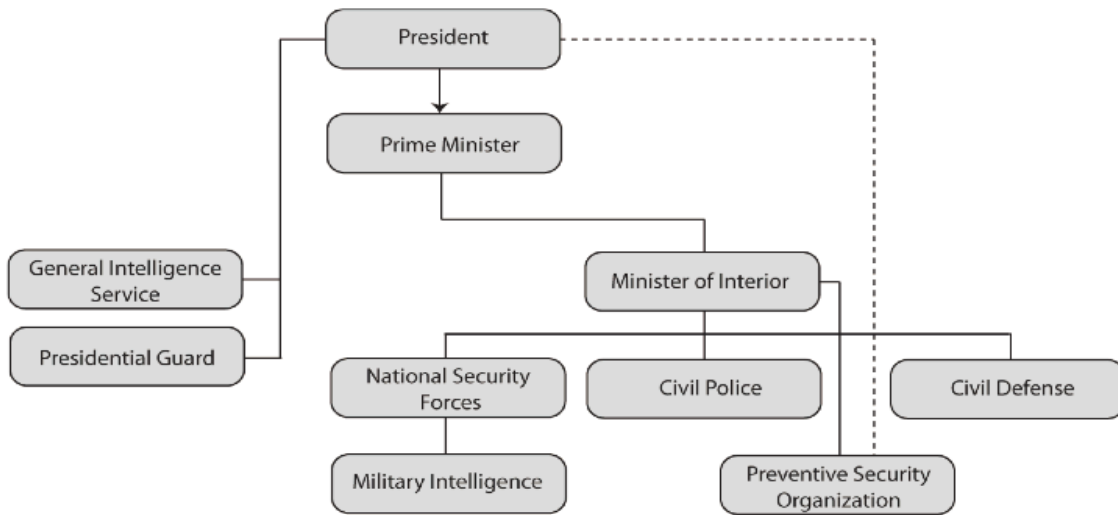 President
Prime Minister
General Intelligence
Service
Minister of Interior
Presidential Guard
National Security
Forces
Civil Police
Civil Defense
Military Intelligence
Preventive Security
Organization